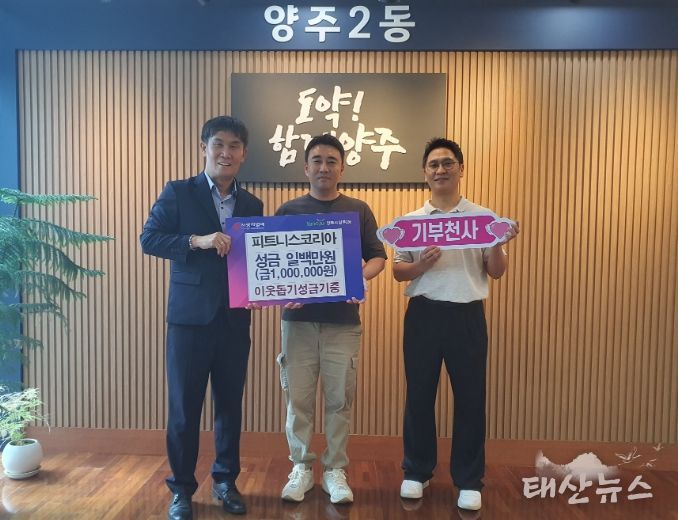 양주2동
도약!
함께양주
피트니스코리아
성금 일백만원
(금1,000,000원)
이웃돕기성금기증
기부천사
태산뉴스